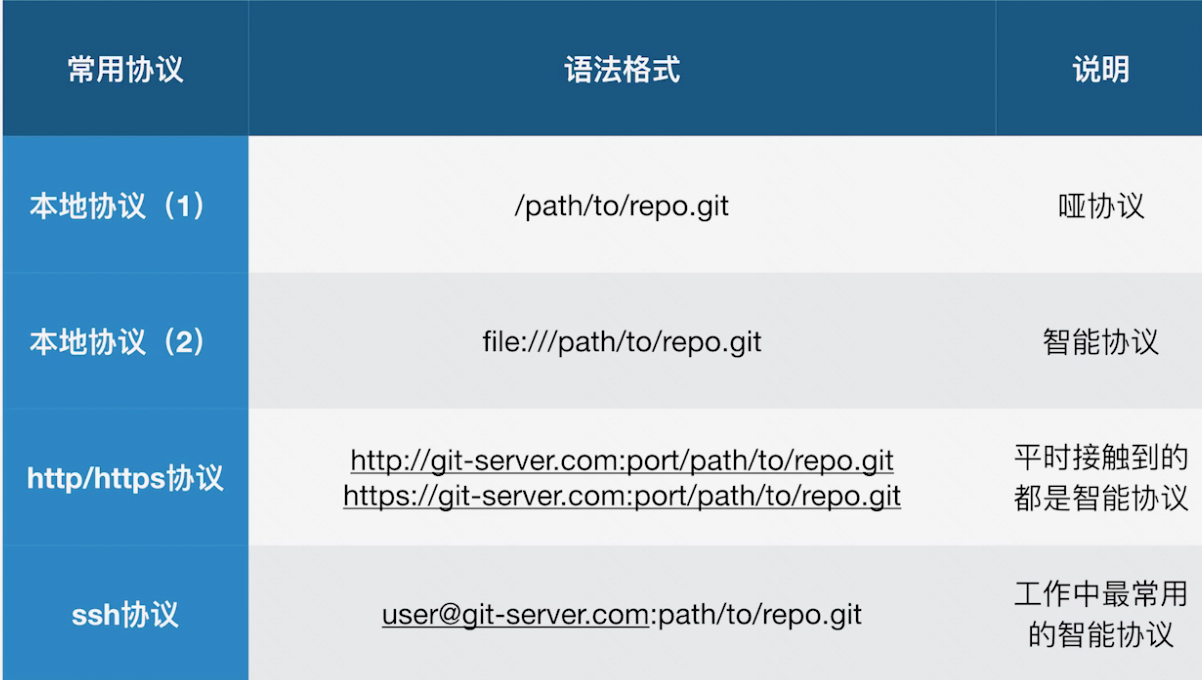 常用协议 语法格式 说明
本地协议（1） /path/to/repo.git 哑协议
本地协议（2） file:///path/to/repo.git 智能协议
http/https协议
http://git-server.com:port/path/to/repo.git
https://git-server.com:port/path/to/repo.git
平时接触到的
都是智能协议
ssh协议 user@git-server.com:path/to/repo.git
工作中最常用
的智能协议